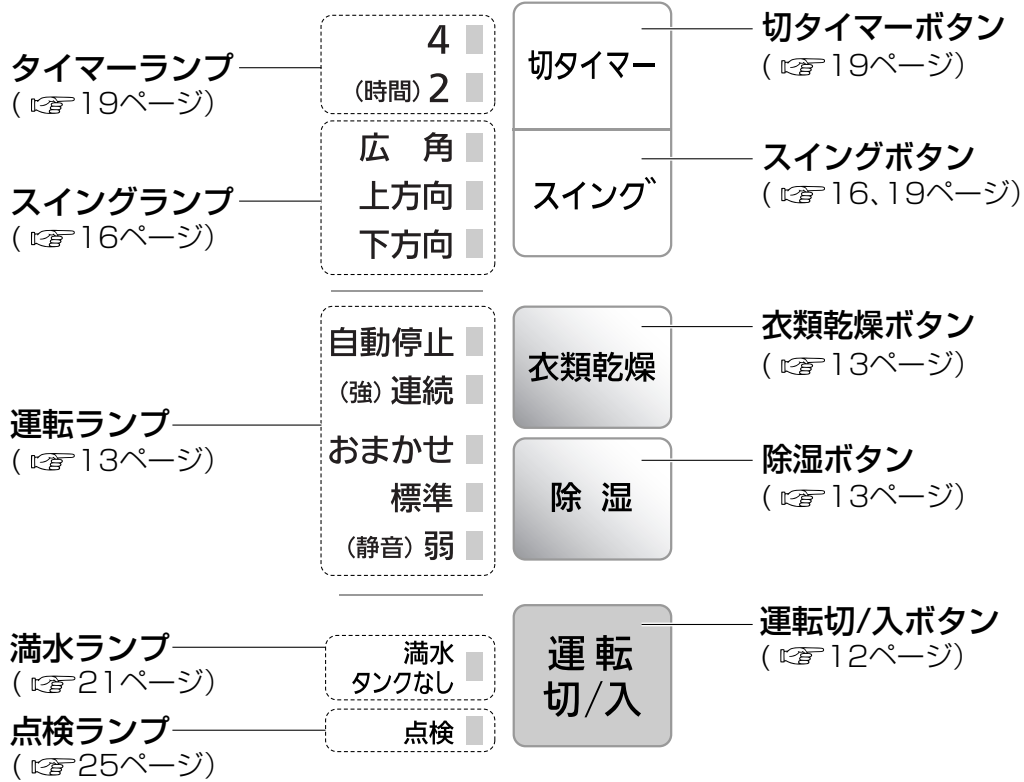 タイマーランプ
(☞19ページ)
スイングランプ
(☞16ページ)
運転ランプ
(☞13ページ)
満水ランプ
(☞21ページ)
点検ランプ
(☞25ページ)
4
(時間) 2
広 角
上方向
下方向
自動停止
(強) 連続
おまかせ
標準
(静音) 弱
満水
タンクなし
点検
切タイマー
スイング
衣類乾燥
除 湿
運 転
切/入
切タイマーボタン
(☞19ページ)
スイングボタン
(☞16、19ページ)
衣類乾燥ボタン
(☞13ページ)
除湿ボタン
(☞13ページ)
運転切/入ボタン
(☞12ページ)